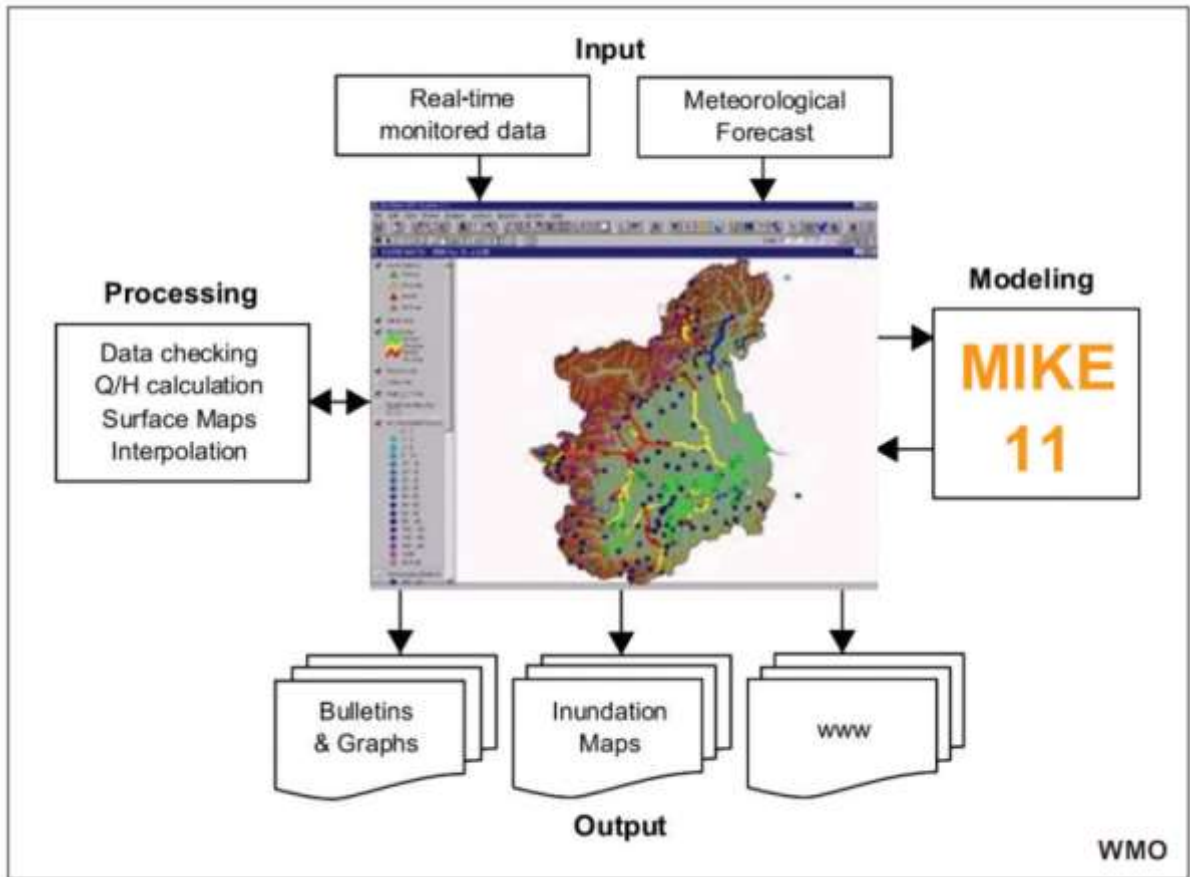 Input
Real-time
monitored data
Meteorological
Forecast
Processing
Data checking
Q/H calculation
Surface Maps
Interpolation
Modeling
MIKE
11
Bulletins
& Graphs
Inundation
Maps
www
Output
WMO